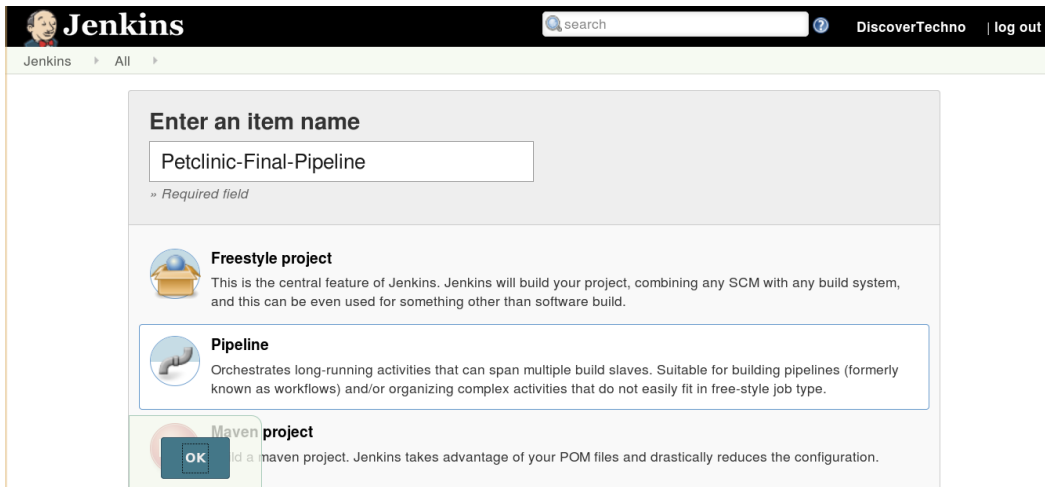 Jenkins
search
DiscoverTechno | log out
Jenkins All
Enter an item name
Petclinic-Final-Pipeline
» Required field
Freestyle project
This is the central feature of Jenkins. Jenkins will build your project, combining any SCM with any build system,
and this can be even used for something other than software build.
Pipeline
Orchestrates long-running activities that can span multiple build slaves. Suitable for building pipelines (formerly
known as workflows) and/or organizing complex activities that do not easily fit in free-style job type.
Maven project
a maven project. Jenkins takes advantage of your POM files and drastically reduces the configuration.
OK